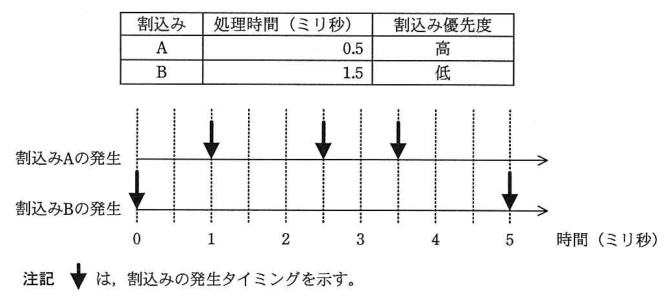 割込み 処理時間（ミリ秒） 割込み優先度
A 0.5 高
B 1.5 低
割込みAの発生
割込みBの発生
0 1 2 3 4 5 時間（ミリ秒）
注記 は，割込みの発生タイミングを示す。